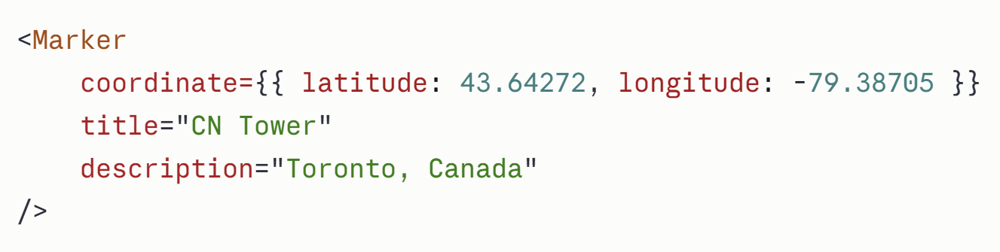 <Marker
    coordinate={{ latitude: 43.64272, longitude: -79.38705 }}
    title="CN Tower"
    description="Toronto, Canada"
/>